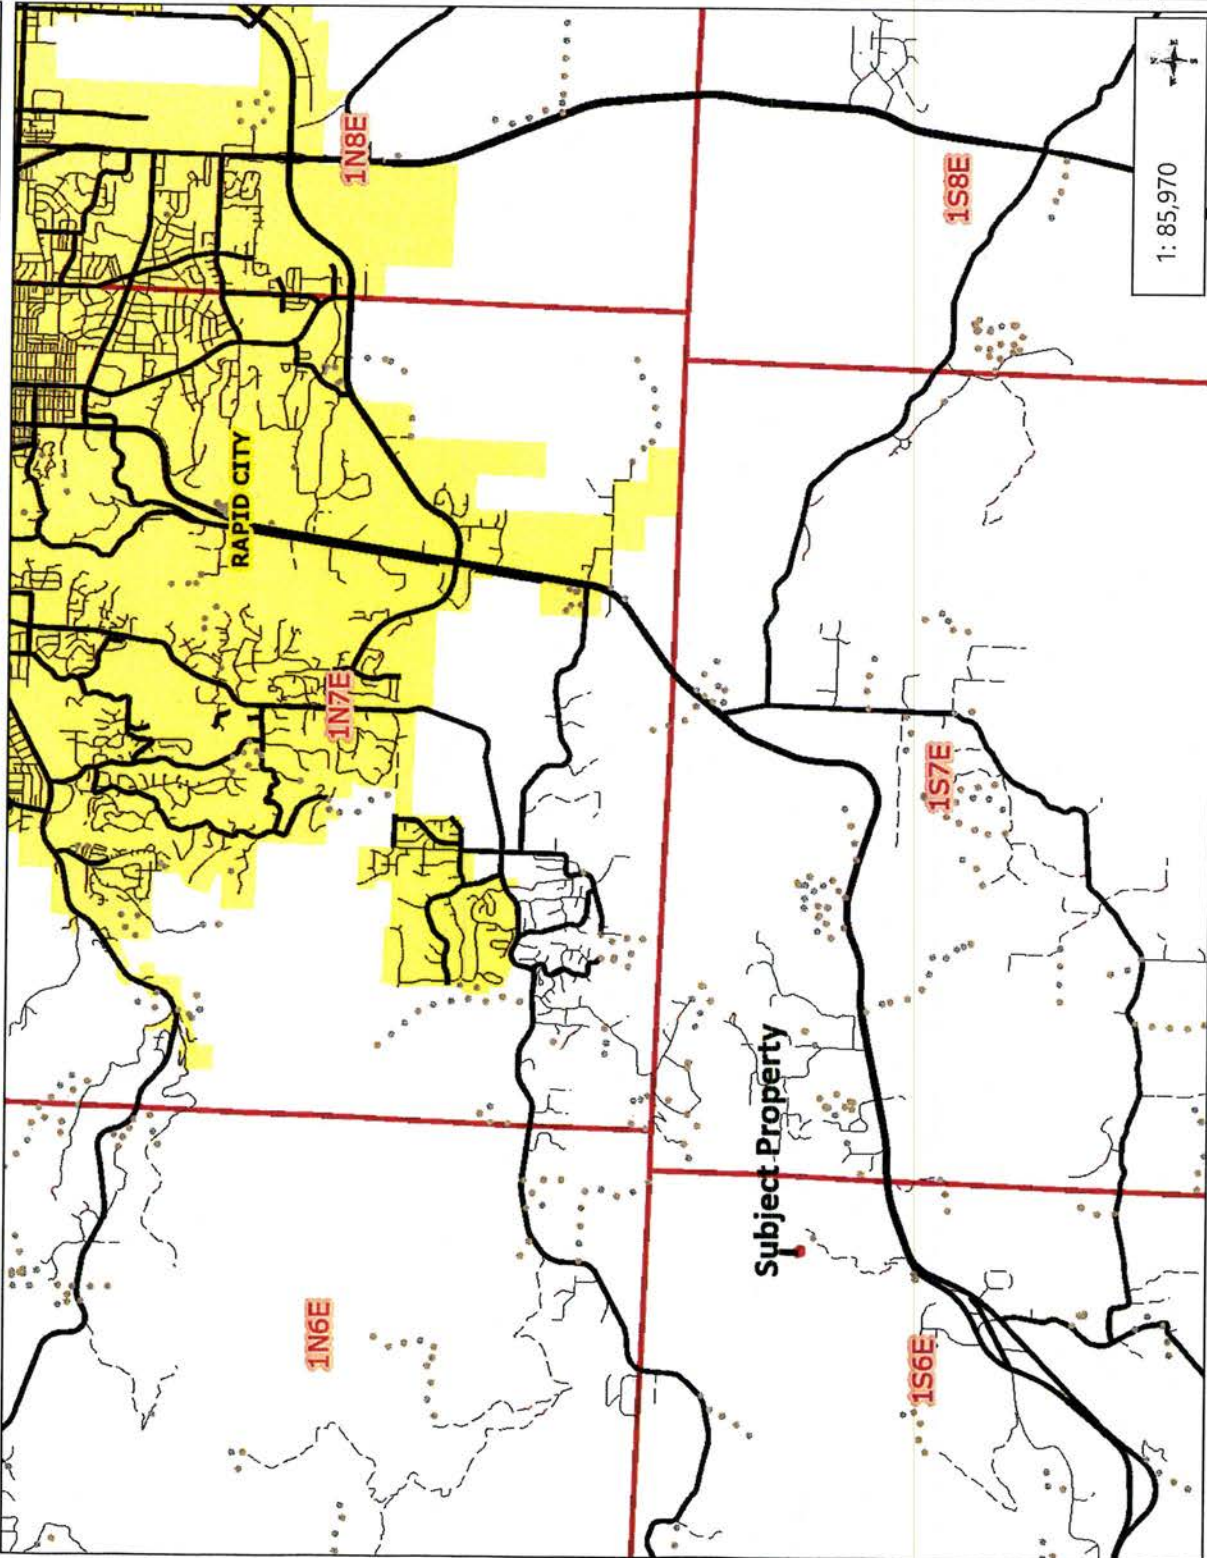 RAPID CITY
1N8E
1N7E
1N6E
1S8E
1S7E
1S6E
Subject Property
1: 85,970
N
E
S
W